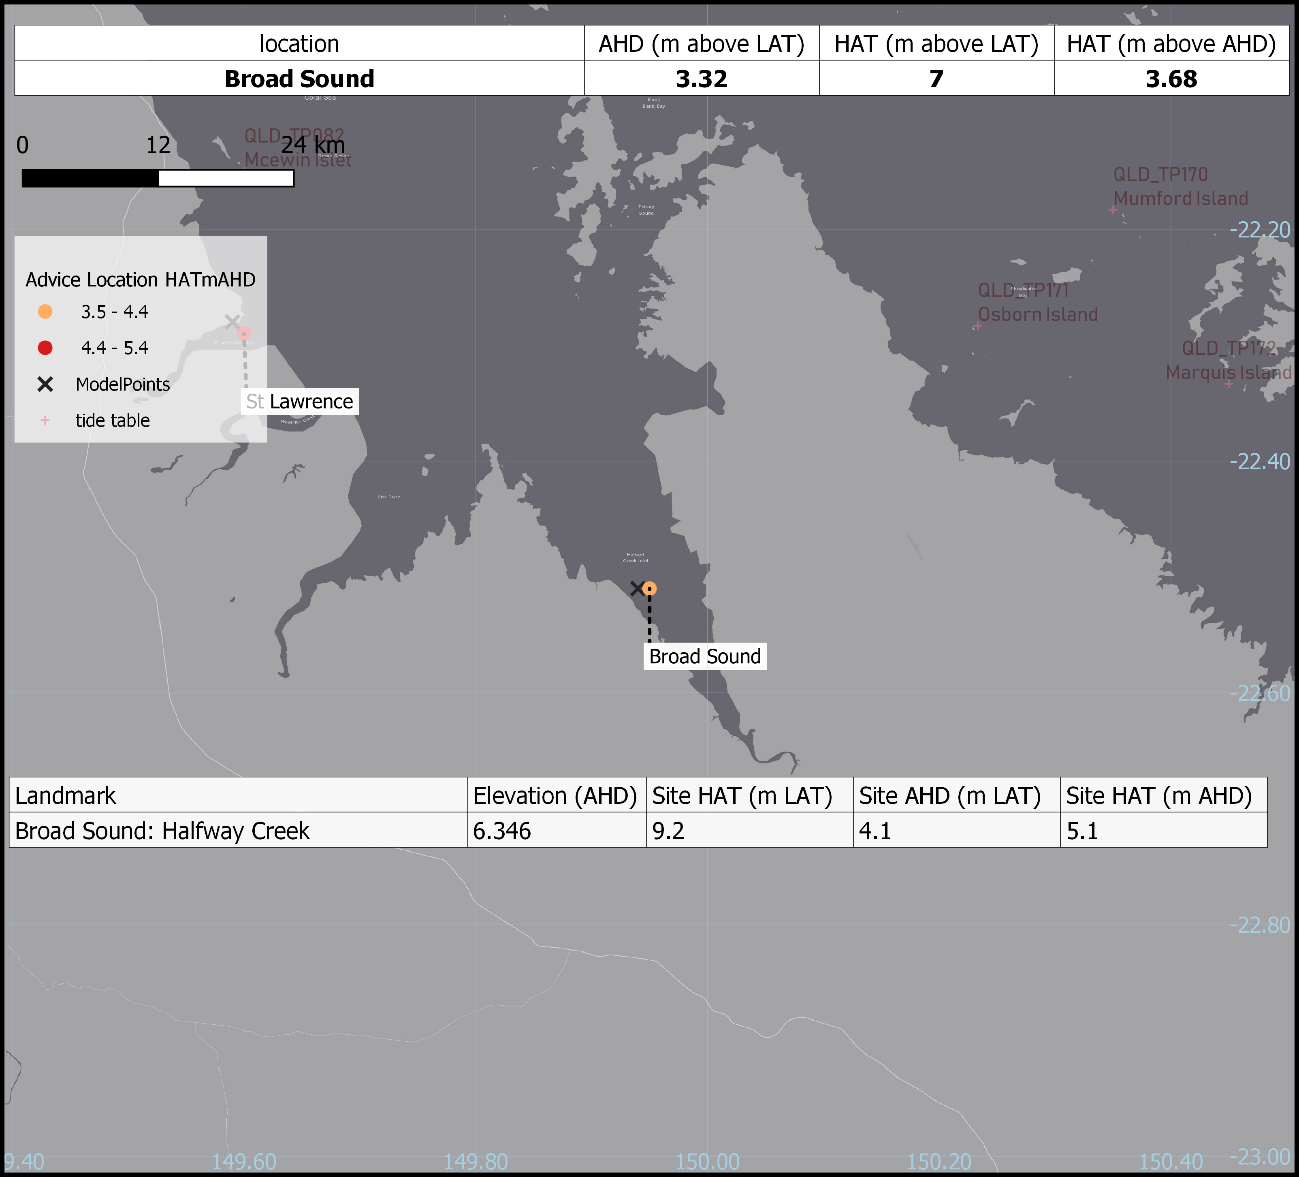 location AHD (m above LAT) HAT (m above LAT) HAT (m above AHD)
Broad Sound 3.32 7 3.68
Coral Sea
0 12 24 km
QLD_TP082
Mcewin Islet
QLD_TP170
Mumford Island
-22.20
Advice Location HATmAHD
3.5 - 4.4
4.4 - 5.4
ModelPoints
tide table
QLD_TP171
Osborn Island
QLD_TP172
Marquis Island
St Lawrence
-22.40
Broad Sound
-22.60
Landmark Elevation (AHD) Site HAT (m LAT) Site AHD (m LAT) Site HAT (m AHD)
Broad Sound: Halfway Creek 6.346 9.2 4.1 5.1
-22.80
9.40 149.60 149.80 150.00 150.20 150.40 -23.00